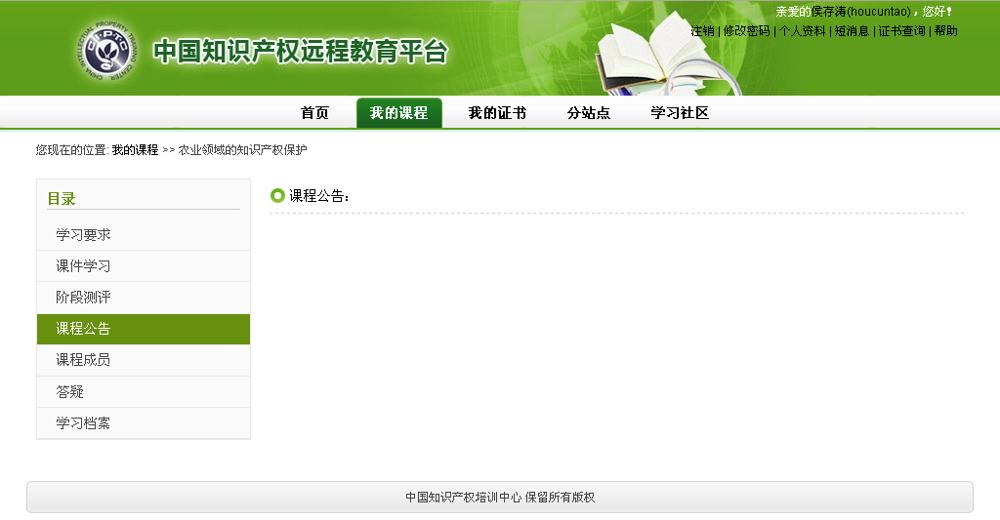 亲爱的侯存涛(houcuntao)，您好！
注销 | 修改密码 | 个人资料 | 短消息 | 证书查询 | 帮助
CHINA INTELLECTUAL PROPERTY TRAINING CENTER
CIPTC
中国知识产权远程教育平台
首页 我的课程 我的证书 分站点 学习社区
您现在的位置: 我的课程 >> 农业领域的知识产权保护
目录
学习要求
课件学习
阶段测评
课程公告
课程成员
答疑
学习档案
课程公告：
中国知识产权培训中心 保留所有版权